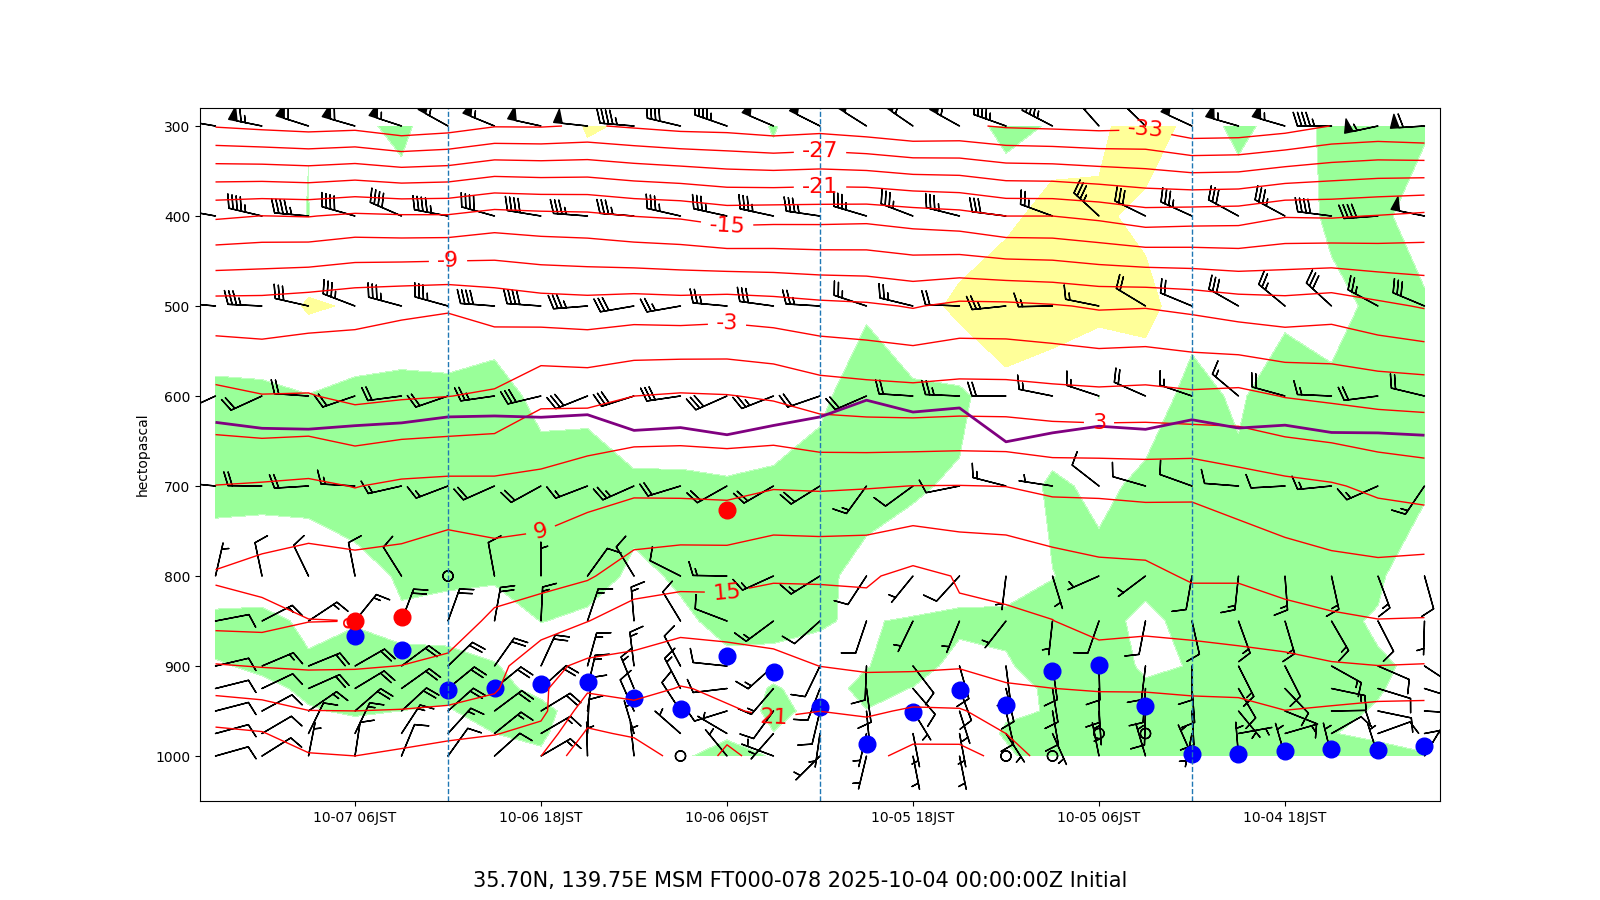 300
400
500
600
700
800
900
1000
hectopascal
-33
-27
-21
-15
-9
-3
3
9
15
21
10-07 06JST
10-06 18JST
10-06 06JST
10-05 18JST
10-05 06JST
10-04 18JST
35.70N, 139.75E MSM FT000-078 2025-10-04 00:00:00Z Initial